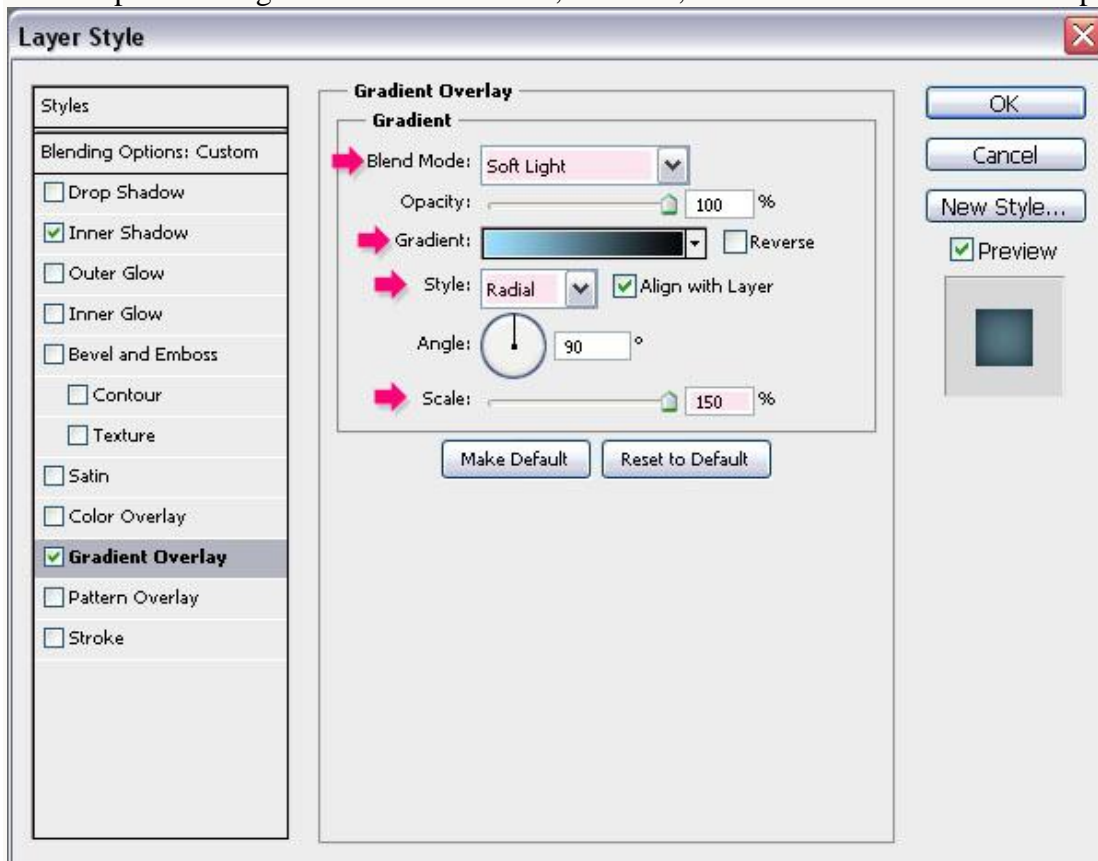 Layer Style
Styles
Blending Options: Custom
Drop Shadow
Inner Shadow
Outer Glow
Inner Glow
Bevel and Emboss
Contour
Texture
Satin
Color Overlay
Gradient Overlay
Pattern Overlay
Stroke
Gradient Overlay
Gradient
Blend Mode: Soft Light
Opacity: 100 %
Gradient: Reverse
Style: Radial Align with Layer
Angle: 90 °
Scale: 150 %
Make Default Reset to Default
OK
Cancel
New Style...
Preview